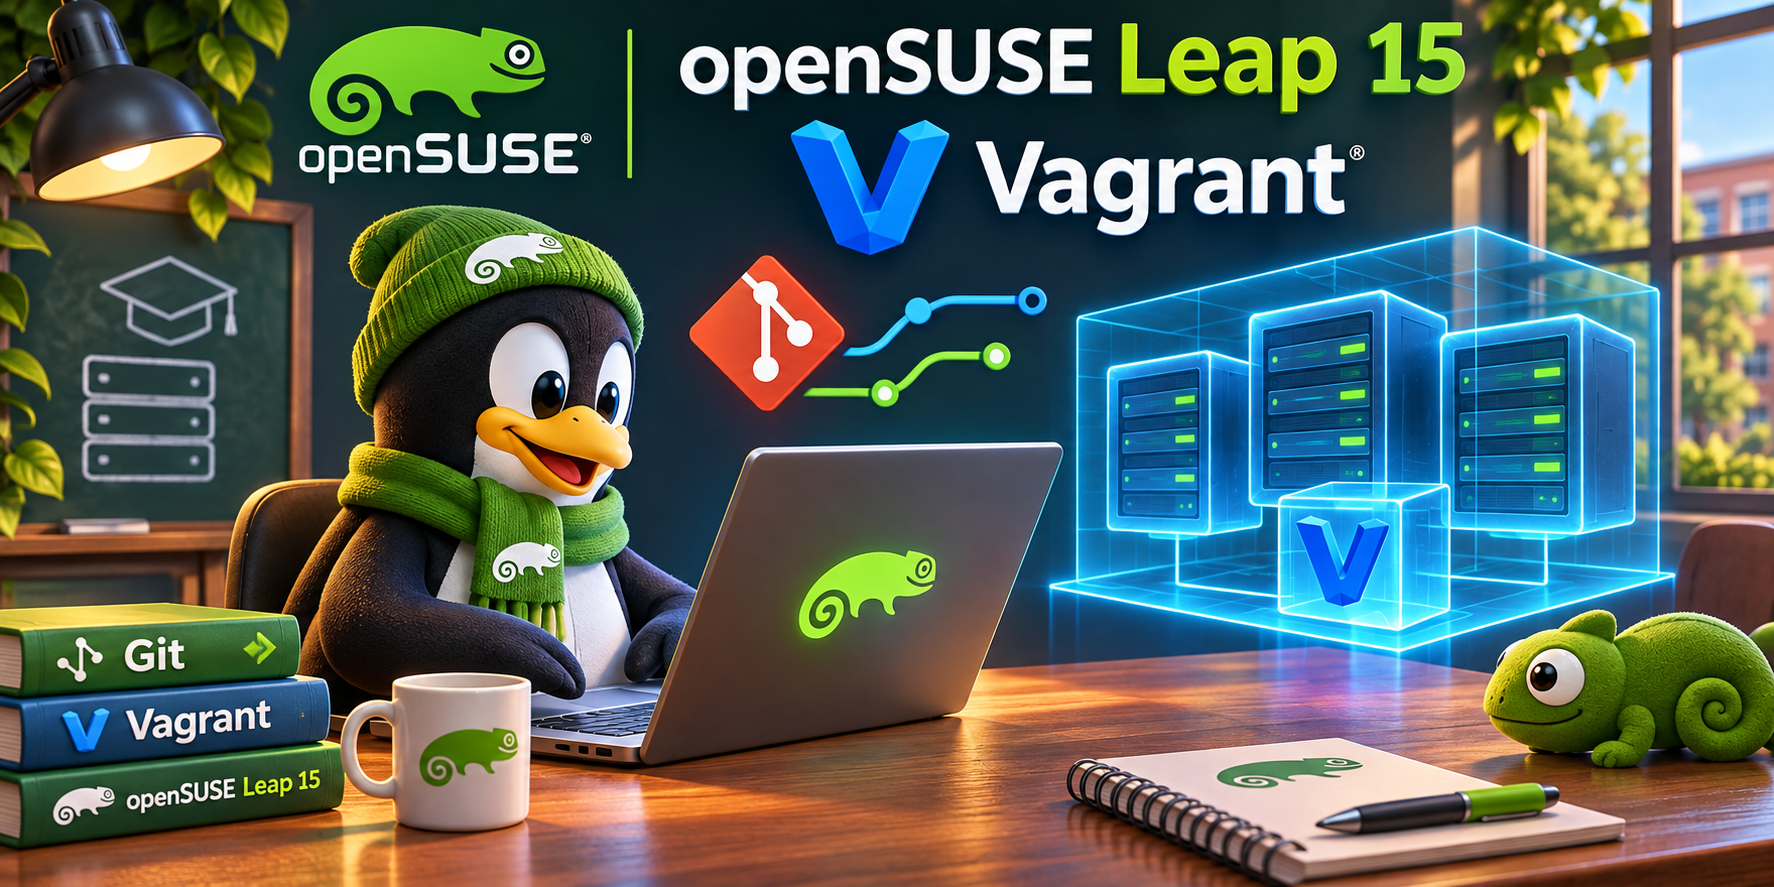 openSUSE®
openSUSE Leap 15
Vagrant®
Git
Vagrant
openSUSE Leap 15